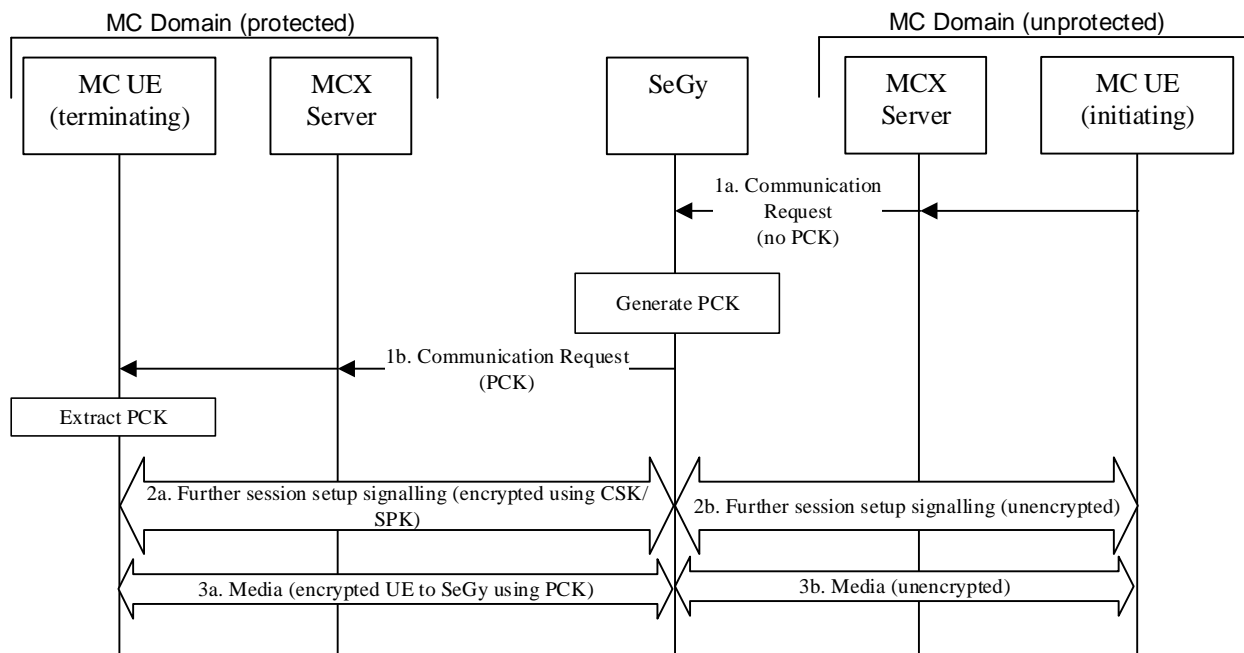 MC Domain (protected)
MC Domain (unprotected)
MC UE
(terminating)
MCX
Server
SeGy
MCX
Server
MC UE
(initiating)
1a. Communication
Request
(no PCK)
Generate PCK
1b. Communication Request
(PCK)
Extract PCK
2a. Further session setup signalling (encrypted using CSK/
SPK)
2b. Further session setup signalling (unencrypted)
3a. Media (encrypted UE to SeGy using PCK)
3b. Media (unencrypted)